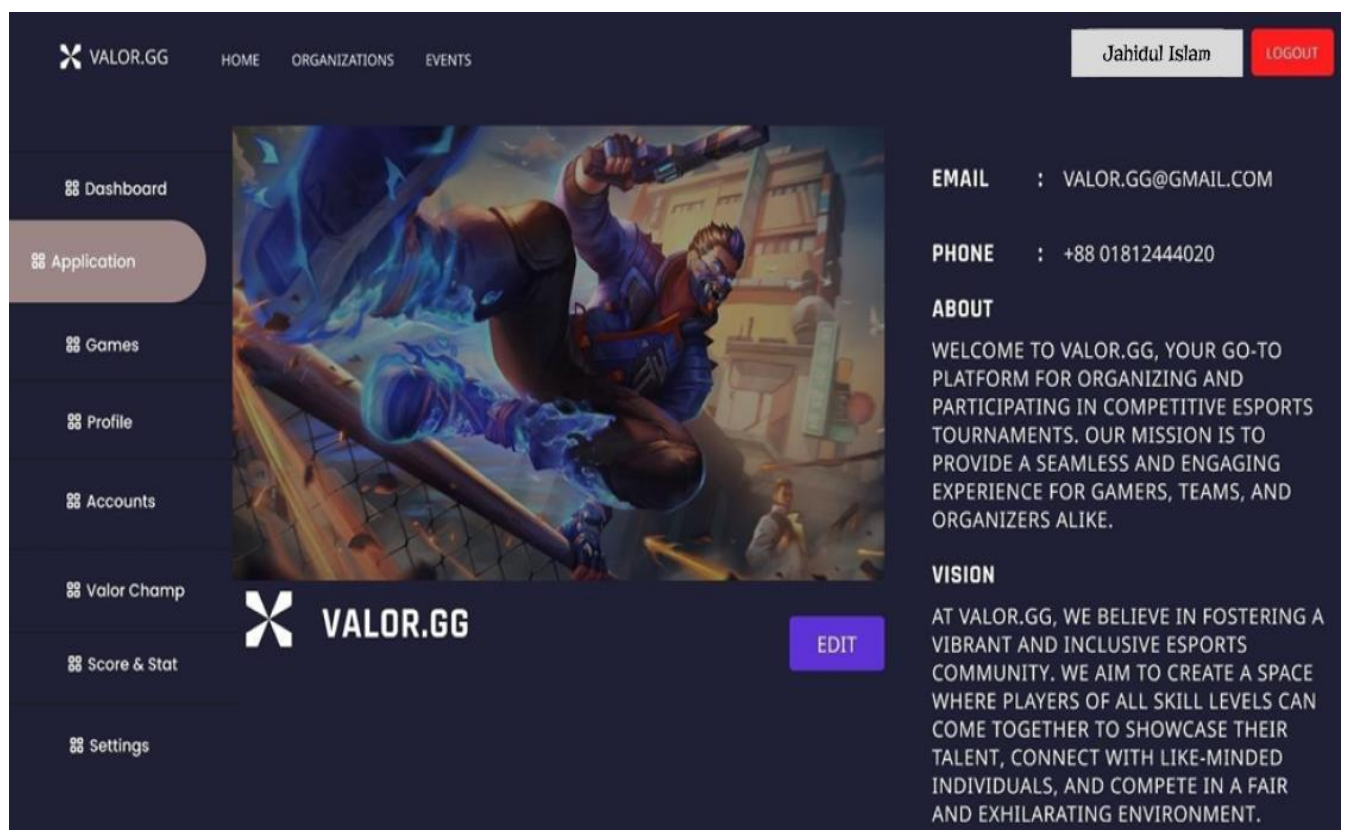 VALOR.GG
HOME ORGANIZATIONS EVENTS
Jahidul Islam
LOGOUT
Dashboard
Application
Games
Profile
Accounts
Valor Champ
Score & Stat
Settings
VALOR.GG
EDIT
EMAIL : VALOR.GG@GMAIL.COM
PHONE : +88 01812444020
ABOUT
WELCOME TO VALOR.GG, YOUR GO-TO
PLATFORM FOR ORGANIZING AND
PARTICIPATING IN COMPETITIVE ESPORTS
TOURNAMENTS. OUR MISSION IS TO
PROVIDE A SEAMLESS AND ENGAGING
EXPERIENCE FOR GAMERS, TEAMS, AND
ORGANIZERS ALIKE.
VISION
AT VALOR.GG, WE BELIEVE IN FOSTERING A
VIBRANT AND INCLUSIVE ESPORTS
COMMUNITY. WE AIM TO CREATE A SPACE
WHERE PLAYERS OF ALL SKILL LEVELS CAN
COME TOGETHER TO SHOWCASE THEIR
TALENT, CONNECT WITH LIKE-MINDED
INDIVIDUALS, AND COMPETE IN A FAIR
AND EXHILARATING ENVIRONMENT.